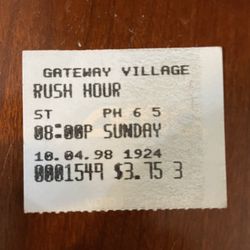 GATEWAY VILLAGE
RUSH HOUR
ST PH 6 5
08:00P SUNDAY
10.04.98 1924
0001549 $3.75 3